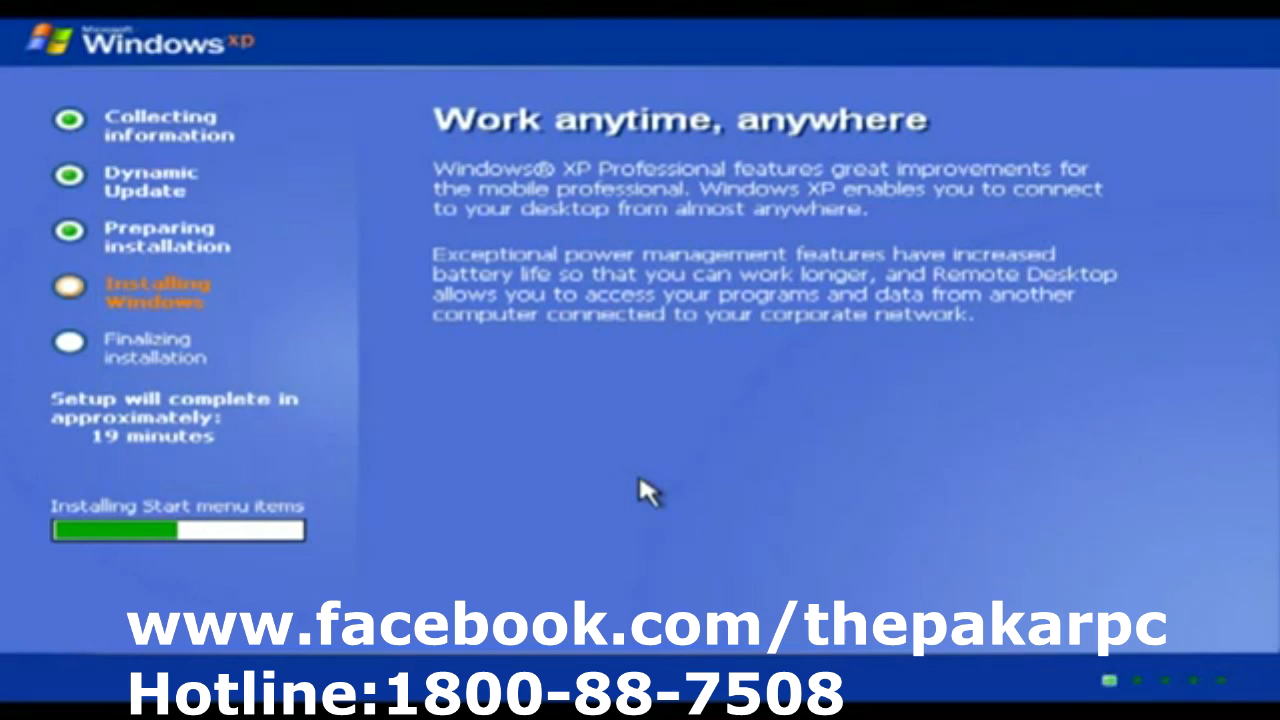 Microsoft
Windows xp
Collecting
information
Dynamic
Update
Preparing
installation
Installing
Windows
Finalizing
installation
Setup will complete in
approximately:
19 minutes
Installing Start menu items
Work anytime, anywhere
Windows® XP Professional features great improvements for
the mobile professional. Windows XP enables you to connect
to your desktop from almost anywhere.
Exceptional power management features have increased
battery life so that you can work longer, and Remote Desktop
allows you to access your programs and data from another
computer connected to your corporate network.
www.facebook.com/thepakarpc
Hotline:1800-88-7508